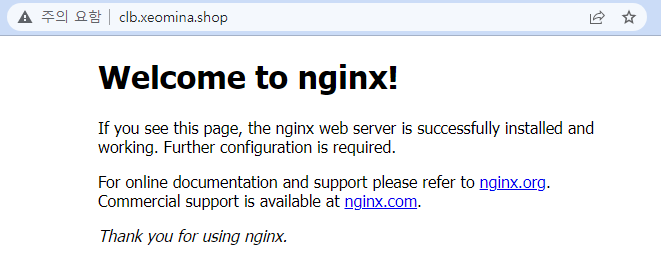 주의 요함 clb.xeomina.shop
Welcome to nginx!
If you see this page, the nginx web server is successfully installed and
working. Further configuration is required.
For online documentation and support please refer to nginx.org.
Commercial support is available at nginx.com.
Thank you for using nginx.